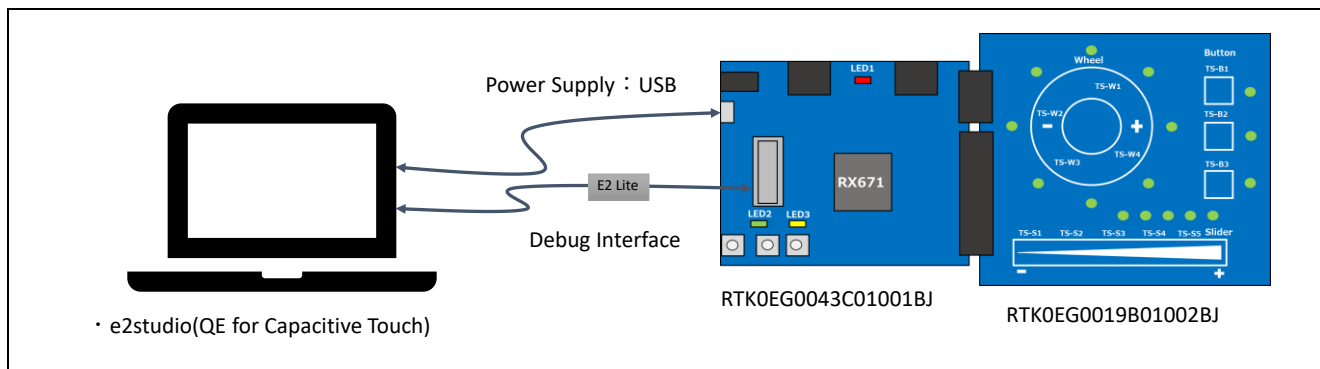 Power Supply：USB
E2 Lite
Debug Interface
・e2studio(QE for Capacitive Touch)
LED1
RX671
LED2
LED3
RTK0EG0043C01001BJ
Wheel
TS-W1
TS-W2
- +
TS-W3
TS-W4
Button
TS-B1
TS-B2
TS-B3
TS-S1 TS-S2 TS-S3 TS-S4 TS-S5 Slider
- +
RTK0EG0019B01002BJ